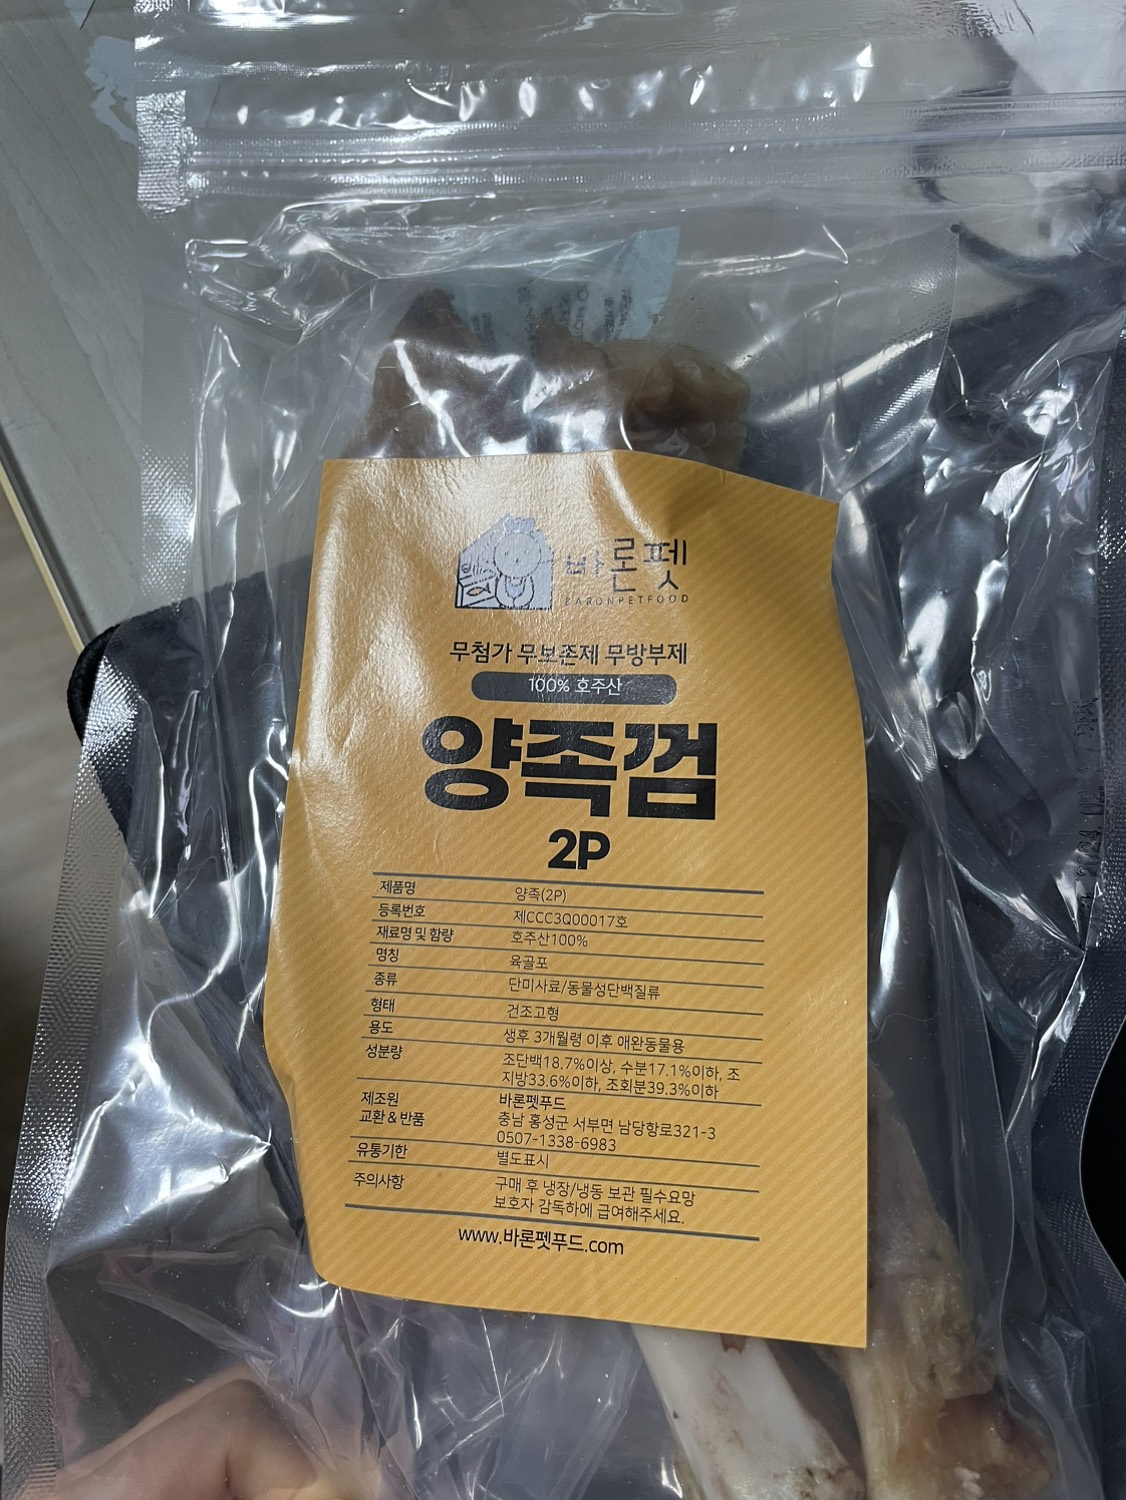 바론펫
BARONPETFOOD
무첨가 무보존제 무방부제
100% 호주산
양족껌
2P
제품명 양족(2P)
등록번호 제CCC3Q00017호
재료명 및 함량 호주산100%
명칭 육골포
종류 단미사료/동물성단백질류
형태 건조고형
용도 생후 3개월령 이후 애완동물용
성분량 조단백18.7%이상, 수분17.1%이하, 조
지방33.6%이하, 조회분39.3%이하
제조원 바론펫푸드
교환 & 반품 충남 홍성군 서부면 남당항로321-3
0507-1338-6983
유통기한 별도표시
주의사항 구매 후 냉장/냉동 보관 필수요망
보호자 감독하에 급여해주세요.
www.바론펫푸드.com